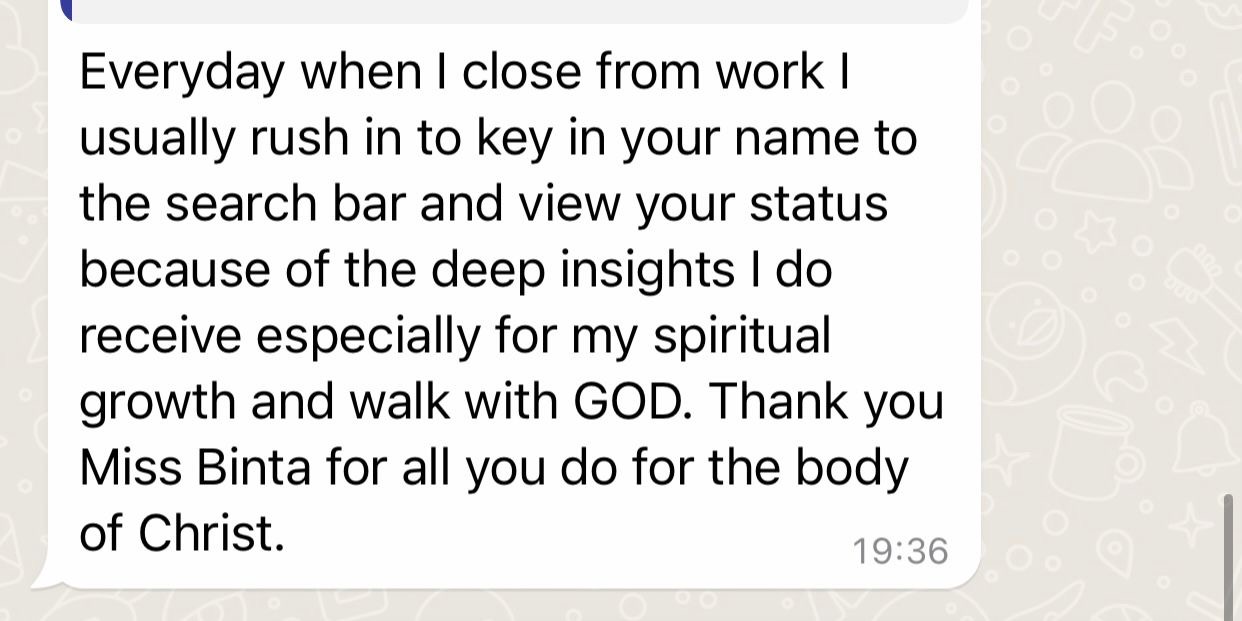 Everyday when I close from work I
usually rush in to key in your name to
the search bar and view your status
because of the deep insights I do
receive especially for my spiritual
growth and walk with GOD. Thank you
Miss Binta for all you do for the body
of Christ.
19:36